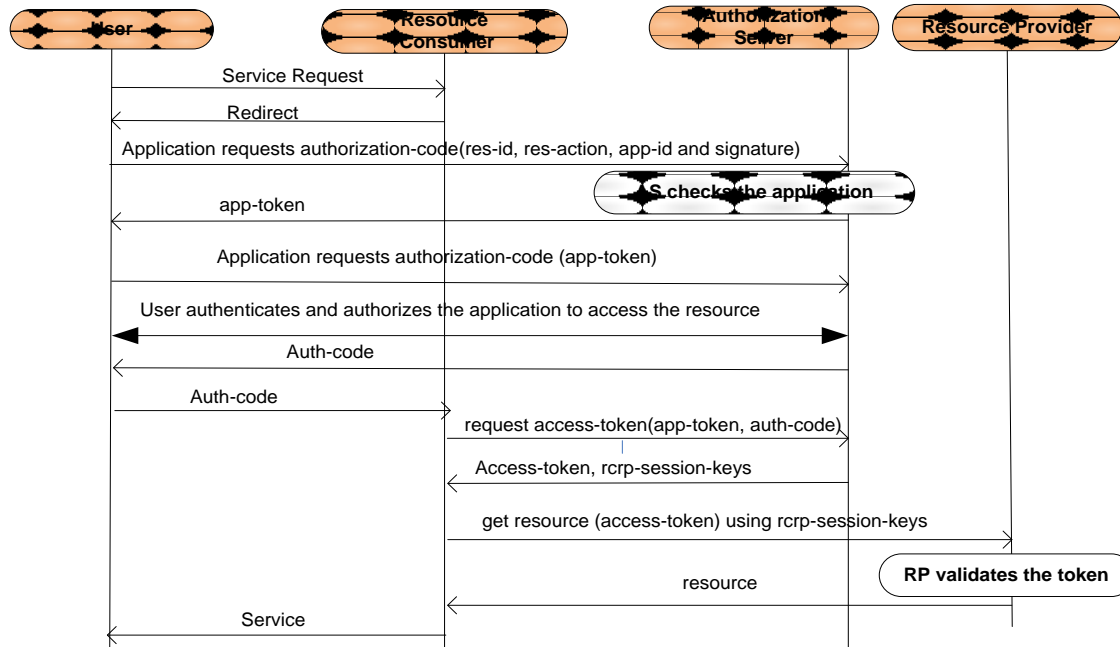 User
Resource
Consumer
Authorization
Server
Resource Provider
Service Request
Redirect
Application requests authorization-code(res-id, res-action, app-id and signature)
AS checks the application
app-token
Application requests authorization-code (app-token)
User authenticates and authorizes the application to access the resource
Auth-code
Auth-code
request access-token(app-token, auth-code)
Access-token, rcrp-session-keys
get resource (access-token) using rcrp-session-keys
RP validates the token
resource
Service